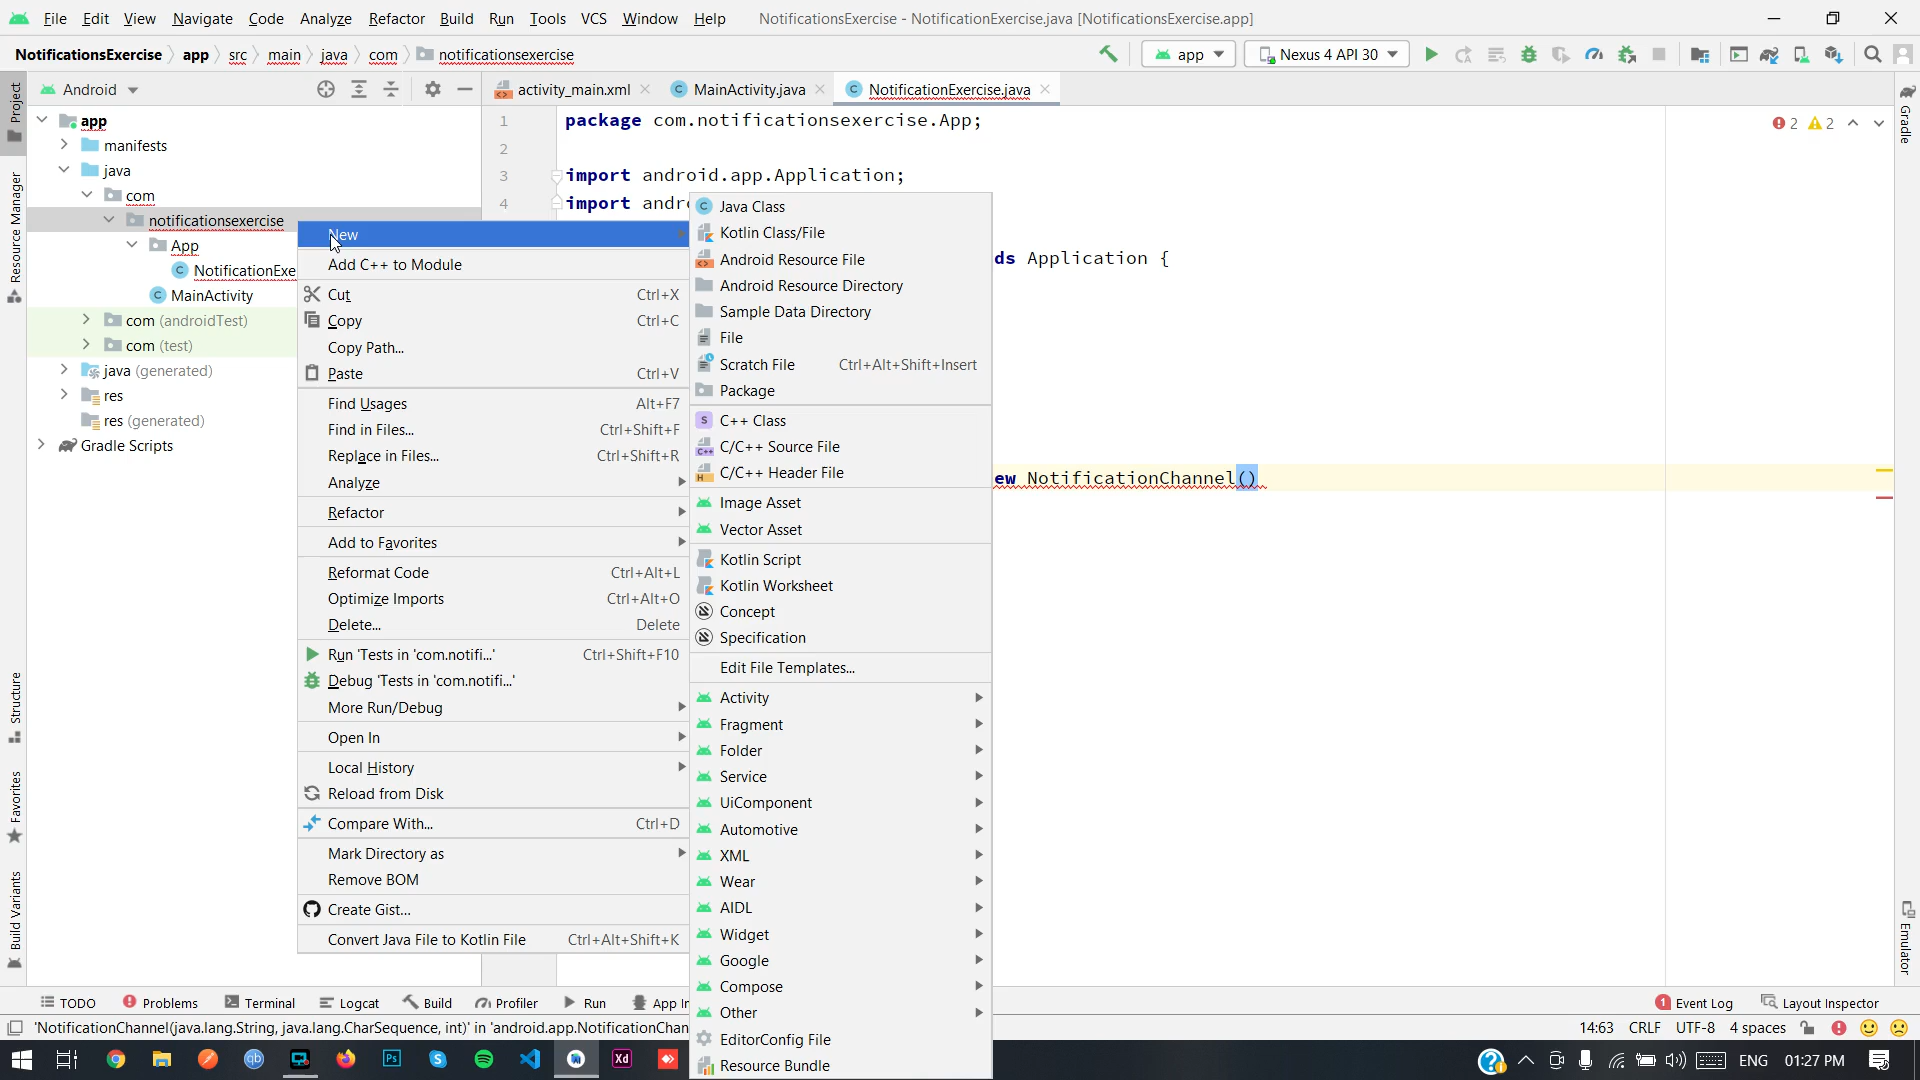 File Edit View Navigate Code Analyze Refactor Build Run Tools VCS Window Help NotificationsExercise - NotificationExercise.java [NotificationsExercise.app]
NotificationsExercise app src main java com notificationsexercise app Nexus 4 API 30
Android activity_main.xml MainActivity.java NotificationExercise.java
Project
Resource Manager
Structure
Favorites
Build Variants
app
manifests
java
com
notificationsexercise
App
NotificationExe
MainActivity
com (androidTest)
com (test)
java (generated)
res
res (generated)
Gradle Scripts
1 package com.notificationsexercise.App;
2
3 import android.app.Application;
4 import andr
ds Application {
ew NotificationChannel()
2 2
Gradle
Emulator
New
Add C++ to Module
Cut Ctrl+X
Copy Ctrl+C
Copy Path...
Paste Ctrl+V
Find Usages Alt+F7
Find in Files... Ctrl+Shift+F
Replace in Files... Ctrl+Shift+R
Analyze
Refactor
Add to Favorites
Reformat Code Ctrl+Alt+L
Optimize Imports Ctrl+Alt+O
Delete... Delete
Run 'Tests in 'com.notifi...' Ctrl+Shift+F10
Debug 'Tests in 'com.notifi...'
More Run/Debug
Open In
Local History
Reload from Disk
Compare With... Ctrl+D
Mark Directory as
Remove BOM
Create Gist...
Convert Java File to Kotlin File Ctrl+Alt+Shift+K
Java Class
Kotlin Class/File
Android Resource File
Android Resource Directory
Sample Data Directory
File
Scratch File Ctrl+Alt+Shift+Insert
Package
C++ Class
C/C++ Source File
C/C++ Header File
Image Asset
Vector Asset
Kotlin Script
Kotlin Worksheet
Concept
Specification
Edit File Templates...
Activity
Fragment
Folder
Service
UiComponent
Automotive
XML
Wear
AIDL
Widget
Google
Compose
Other
EditorConfig File
Resource Bundle
TODO Problems Terminal Logcat Build Profiler Run App In 1 Event Log Layout Inspector
'NotificationChannel(java.lang.String, java.lang.CharSequence, int)' in 'android.app.NotificationChan 14:63 CRLF UTF-8 4 spaces
qb Ps Xd ENG 01:27 PM